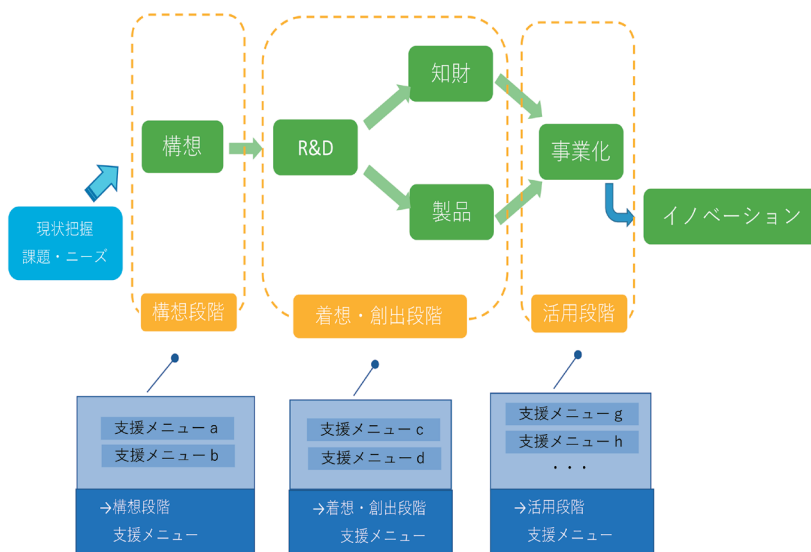 知財
構想
R&D
事業化
製品
イノベーション
現状把握
課題・ニーズ
構想段階
着想・創出段階
活用段階
支援メニューa
支援メニューb
→構想段階
支援メニュー
支援メニューc
支援メニューd
→着想・創出段階
支援メニュー
支援メニューg
支援メニューh
・・・
→活用段階
支援メニュー